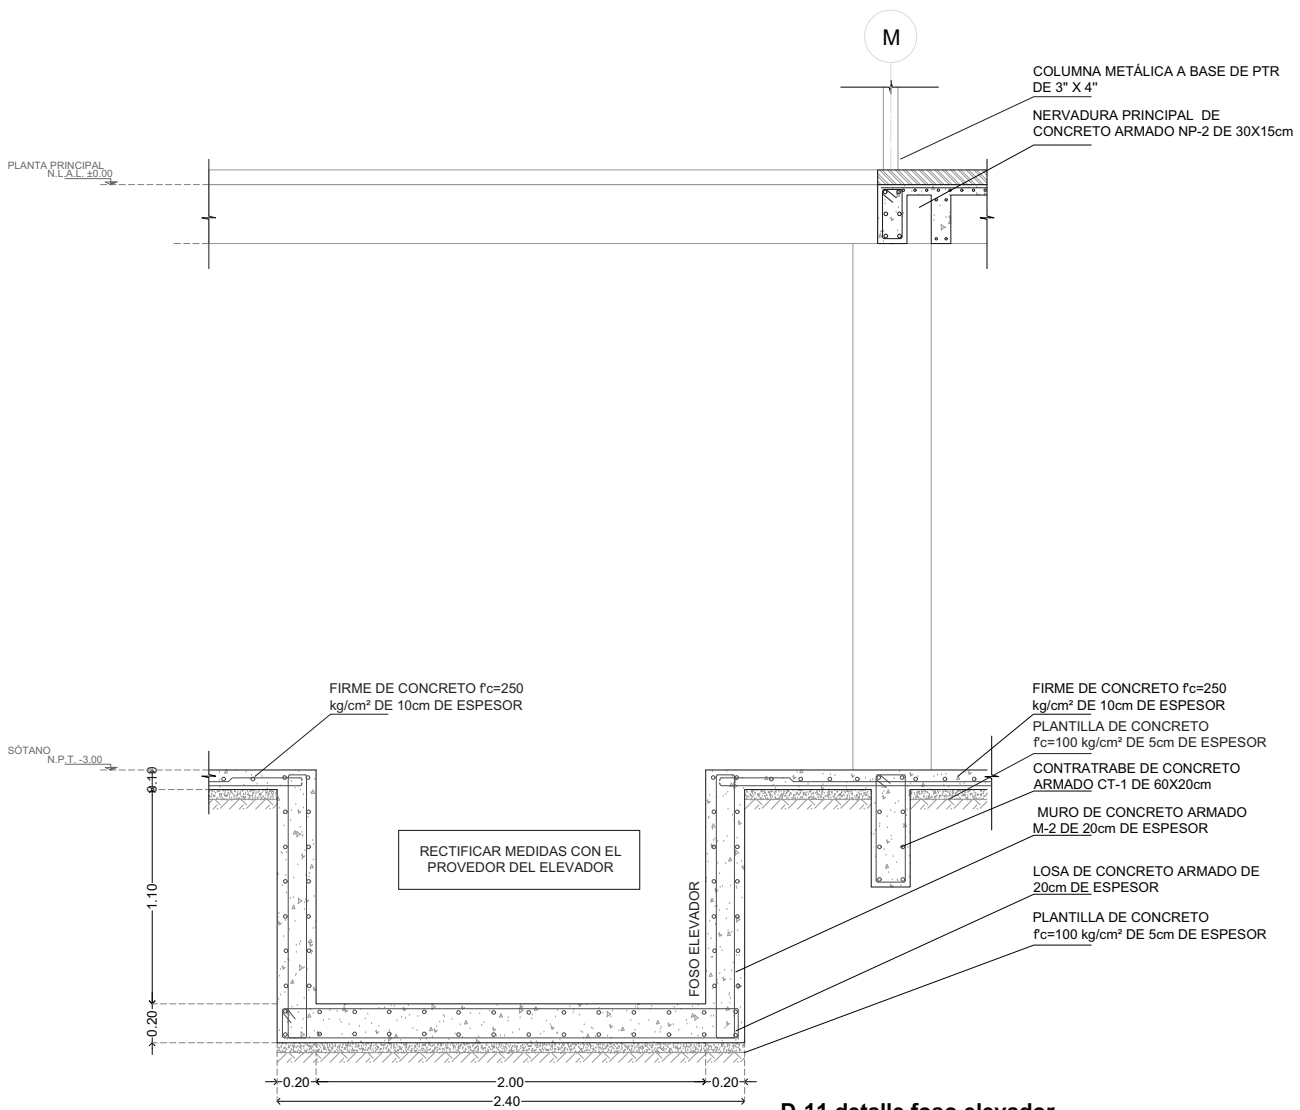 M
COLUMNA METÁLICA A BASE DE PTR
DE 3" X 4"
NERVADURA PRINCIPAL DE
CONCRETO ARMADO NP-2 DE 30X15cm
PLANTA PRINCIPAL
N.L.A.L. ±0.00
FIRME DE CONCRETO f'c=250
kg/cm² DE 10cm DE ESPESOR
FIRME DE CONCRETO f'c=250
kg/cm² DE 10cm DE ESPESOR
PLANTILLA DE CONCRETO
f'c=100 kg/cm² DE 5cm DE ESPESOR
SÓTANO
N.P.T. -3.00
CONTRATRABE DE CONCRETO
ARMADO CT-1 DE 60X20cm
0.10
MURO DE CONCRETO ARMADO
M-2 DE 20cm DE ESPESOR
RECTIFICAR MEDIDAS CON EL
PROVEDOR DEL ELEVADOR
LOSA DE CONCRETO ARMADO DE
20cm DE ESPESOR
1.10
FOSO ELEVADOR
PLANTILLA DE CONCRETO
f'c=100 kg/cm² DE 5cm DE ESPESOR
0.20
0.20
2.00
0.20
2.40
D-11 detalle foso elevador